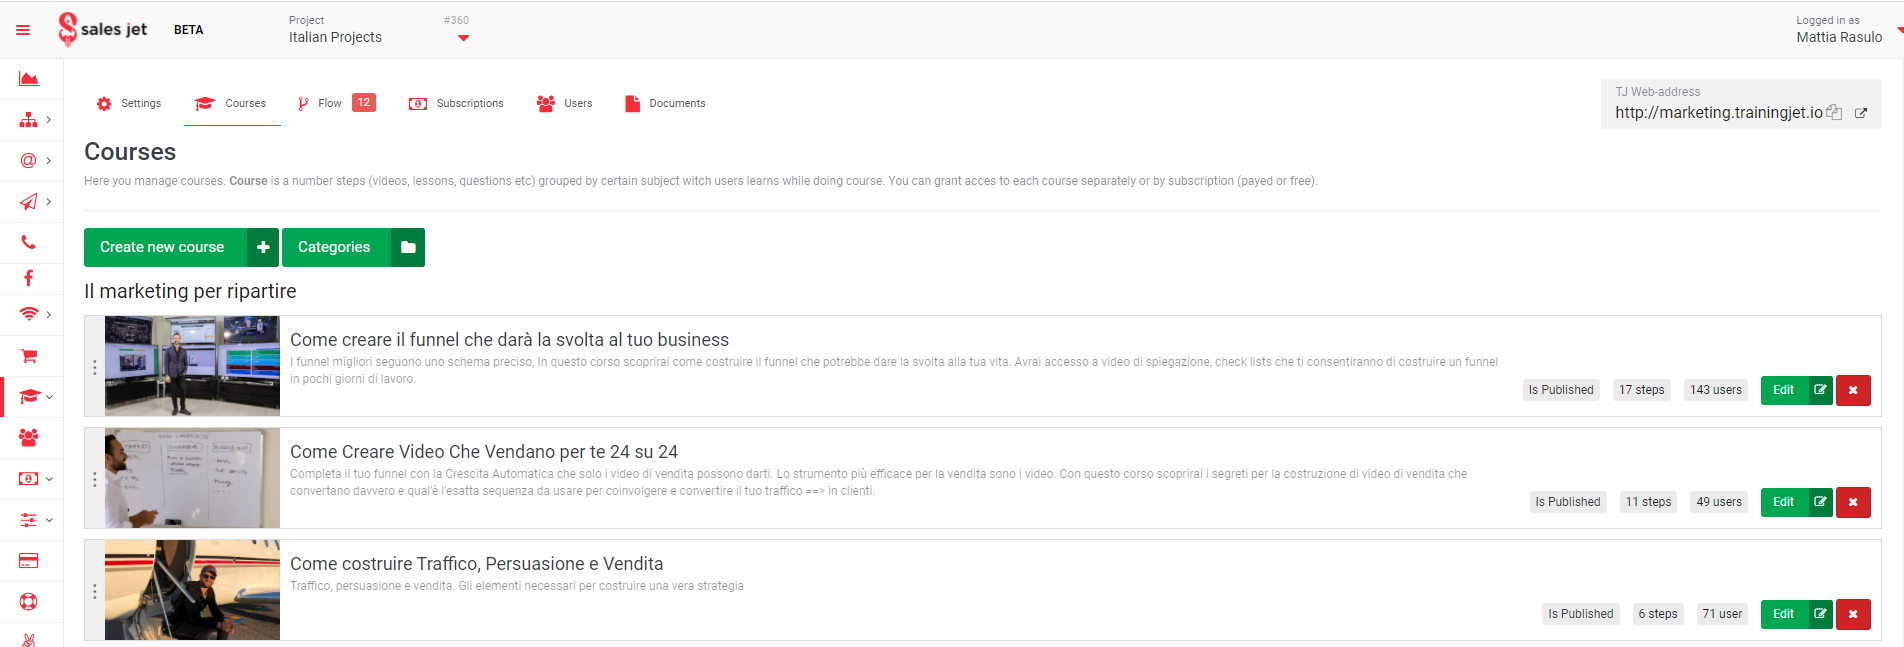 sales jet BETA
Project #360
Italian Projects
Logged in as
Mattia Rasulo
Settings Courses Flow 12 Subscriptions Users Documents
TJ Web-address
http://marketing.trainingjet.io
Courses
Here you manage courses. Course is a number steps (videos, lessons, questions etc) grouped by certain subject witch users learns while doing course. You can grant acces to each course separately or by subscription (payed or free).
Create new course Categories
Il marketing per ripartire
Come creare il funnel che darà la svolta al tuo business
I funnel migliori seguono uno schema preciso, In questo corso scoprirai come costruire il funnel che potrebbe dare la svolta alla tua vita. Avrai accesso a video di spiegazione, check lists che ti consentiranno di costruire un funnel
in pochi giorni di lavoro.
Is Published 17 steps 143 users Edit
Come Creare Video Che Vendano per te 24 su 24
Completa il tuo funnel con la Crescita Automatica che solo i video di vendita possono darti. Lo strumento più efficace per la vendita sono i video. Con questo corso scoprirai i segreti per la costruzione di video di vendita che
convertano davvero e qual'è l'esatta sequenza da usare per coinvolgere e convertire il tuo traffico ==> in clienti.
Is Published 11 steps 49 users Edit
Come costruire Traffico, Persuasione e Vendita
Traffico, persuasione e vendita. Gli elementi necessari per costruire una vera strategia
Is Published 6 steps 71 user Edit